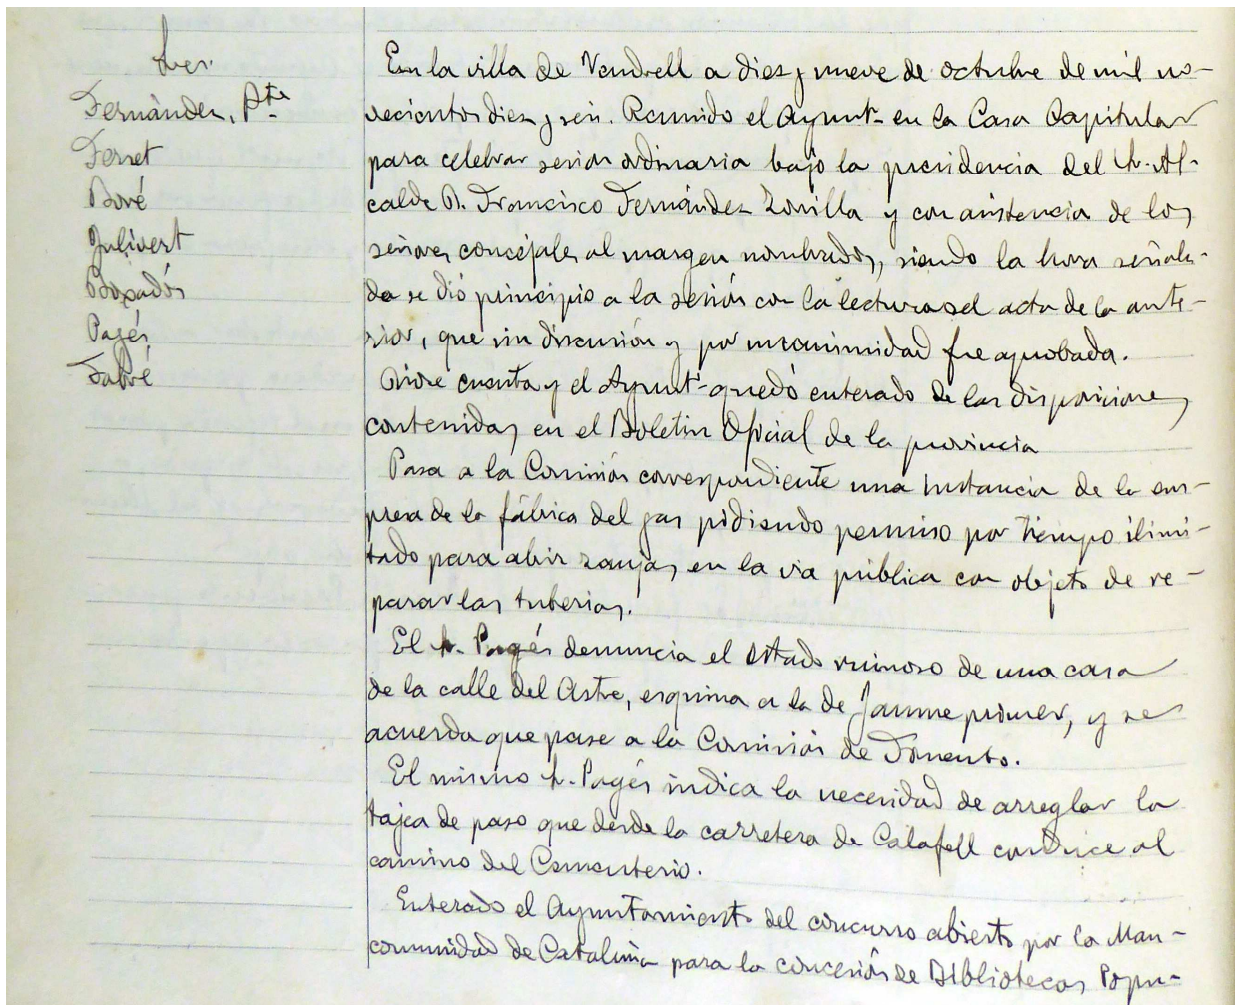 Sres.
Fernández, Pte
Ferret
Boré
Julivert
Boxadós
Pagés
Fabré
En la villa de Vendrell a diez y nueve de octubre de mil no-
vecientos diez y seis. Reunido el Ayunt- en la Casa Capitular
para celebrar sesion ordinaria bajo la presidencia del Sr. Al-
calde D. Francisco Fernández Zorrilla y con asistencia de los
señores concejales al margen nombrados, siendo la hora señala-
da se dió principio a la sesión con la lectura del acta de la ante-
rior, que sin discusión y por unanimidad fue aprobada.
Dióse cuenta y el Ayunt- quedó enterado de las disposiciones
contenidas en el Boletin Oficial de la provincia
Pasa a la Comisión correspondiente una instancia de la em-
presa de la fábrica del gas pidiendo permiso por tiempo ilimi-
tado para abrir zanjas en la via pública con objeto de re-
parar las tuberias.
El Sr. Pagés denuncia el estado ruinoso de una casa
de la calle del Astre, esquina a la de Jaume primer, y se
acuerda que pase a la Comisión de Fomento.
El mismo Sr. Pagés indica la necesidad de arreglar la
tajea de paso que desde la carretera de Calafell conduce al
camino del Cementerio.
Enterado el Ayuntamiento del concurso abierto por la Man-
comunidad de Cataluña para la concesión de Bibliotecas Popu-